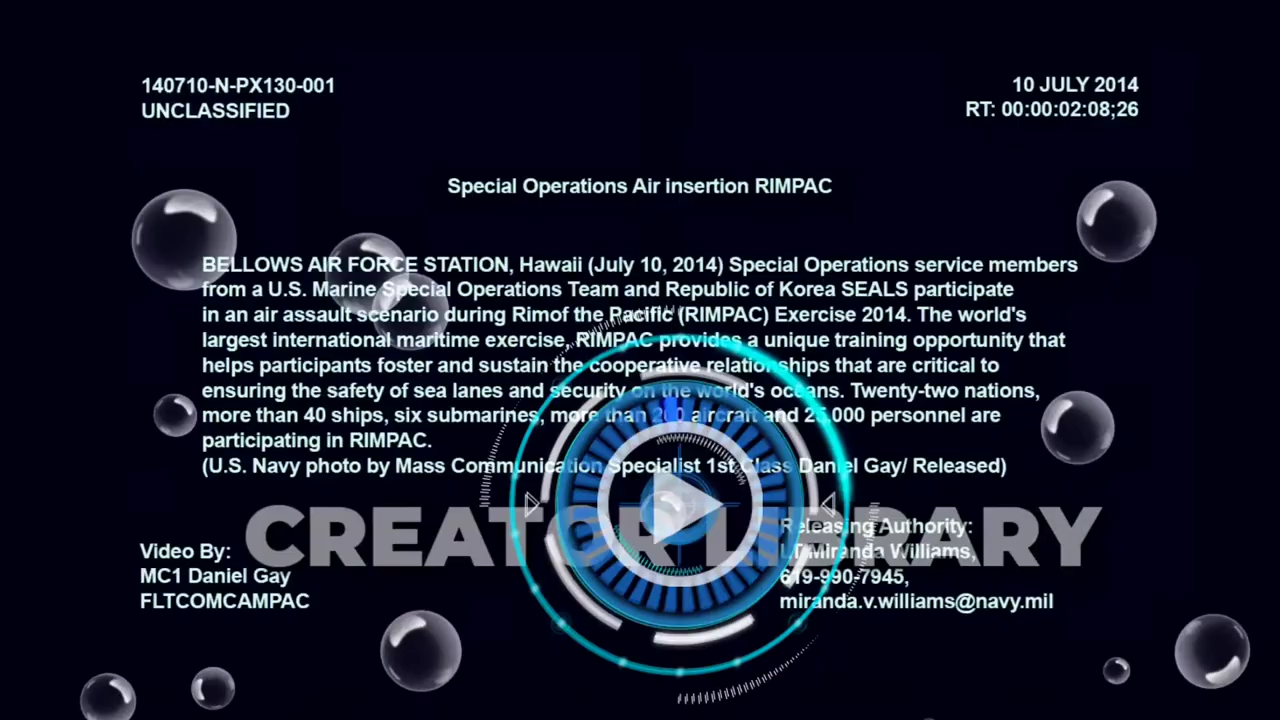 140710-N-PX130-001
UNCLASSIFIED
10 JULY 2014
RT: 00:00:02:08;26
Special Operations Air insertion RIMPAC
BELLOWS AIR FORCE STATION, Hawaii (July 10, 2014) Special Operations service members
from a U.S. Marine Special Operations Team and Republic of Korea SEALS participate
in an air assault scenario during Rimof the Pacific (RIMPAC) Exercise 2014. The world's
largest international maritime exercise, RIMPAC provides a unique training opportunity that
helps participants foster and sustain the cooperative relationships that are critical to
ensuring the safety of sea lanes and security on the world's oceans. Twenty-two nations,
more than 40 ships, six submarines, more than 200 aircraft and 25,000 personnel are
participating in RIMPAC.
(U.S. Navy photo by Mass Communication Specialist 1st Class Daniel Gay/ Released)
CREATOR LIBRARY
Video By:
MC1 Daniel Gay
FLTCOMCAMPAC
Releasing Authority:
LT Miranda Williams,
619-990-7945,
miranda.v.williams@navy.mil